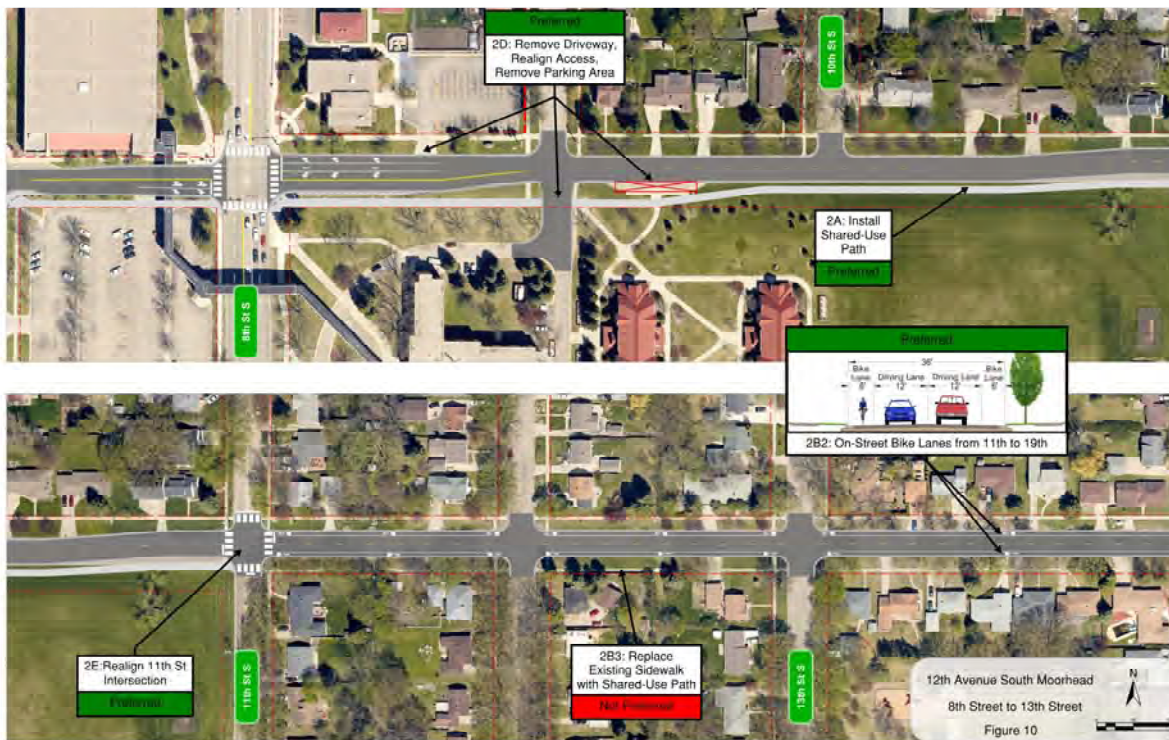 Preferred
2D: Remove Driveway,
Realign Access,
Remove Parking Area
10th St S
8th St S
2A: Install
Shared-Use
Path
Preferred
Preferred
36'
Bike
Lane
Driving Lane
Driving Lane
Bike
Lane
6'
12'
12'
6'
2B2: On-Street Bike Lanes from 11th to 19th
2E:Realign 11th St
Intersection
Preferred
11th St S
2B3: Replace
Existing Sidewalk
with Shared-Use Path
Not Preferred
13th St S
12th Avenue South Moorhead
8th Street to 13th Street
Figure 10
N